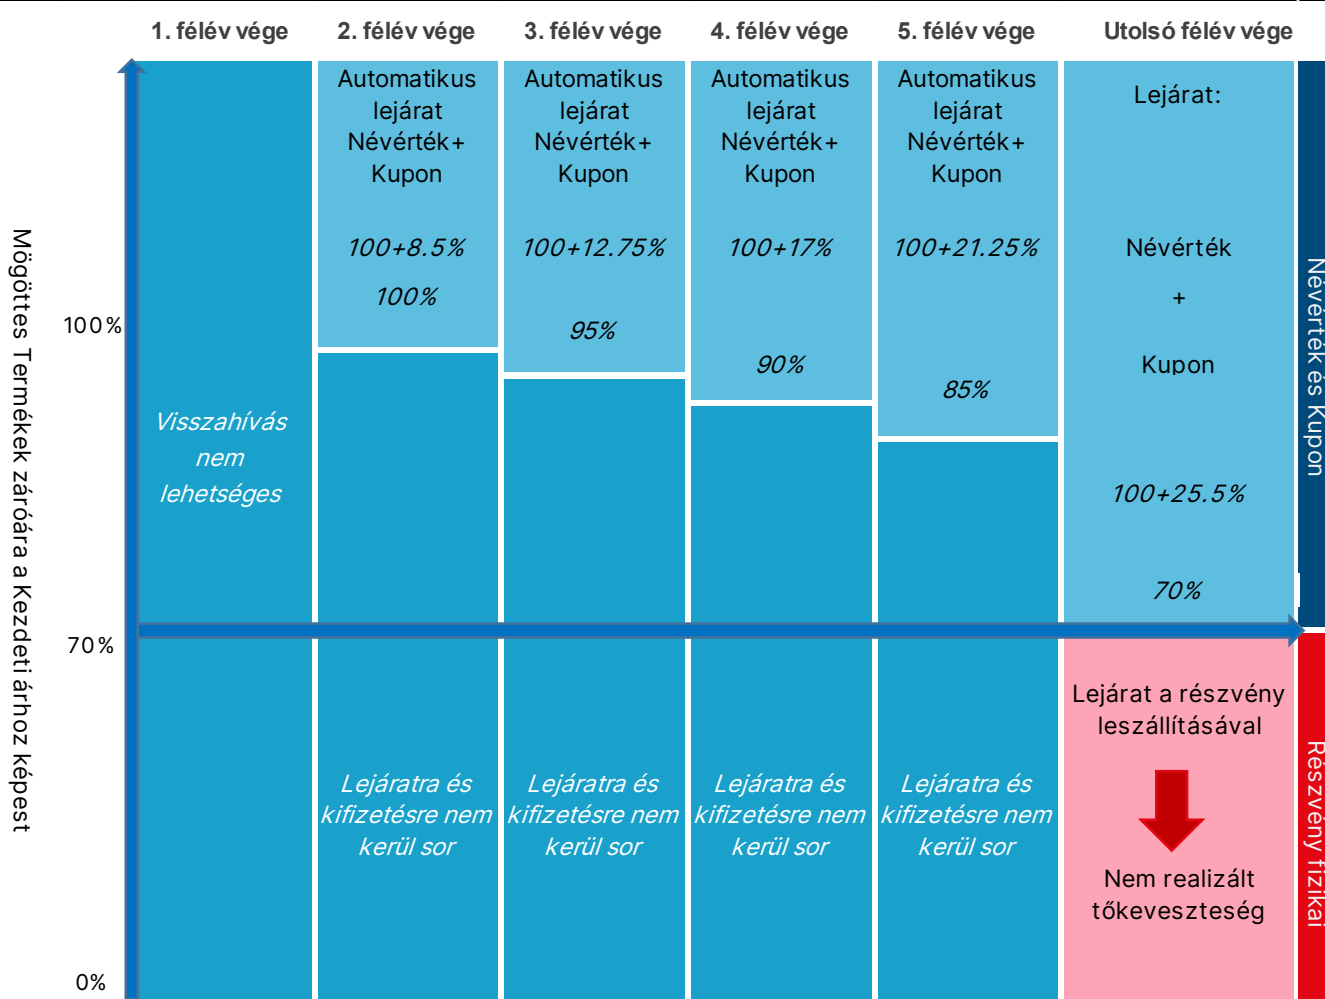 1. félév vége
2. félév vége
3. félév vége
4. félév vége
5. félév vége
Utolsó félév vége
Mögöttes Termékek záróára a Kezdeti árhoz képest
100%
70%
0%
Visszahívás
nem
lehetséges
Automatikus
lejárat
Névérték+
Kupon
100+8.5%
100%
Lejáratra és
kifizetésre nem
kerül sor
Automatikus
lejárat
Névérték+
Kupon
100+12.75%
95%
Lejáratra és
kifizetésre nem
kerül sor
Automatikus
lejárat
Névérték+
Kupon
100+17%
90%
Lejáratra és
kifizetésre nem
kerül sor
Automatikus
lejárat
Névérték+
Kupon
100+21.25%
85%
Lejáratra és
kifizetésre nem
kerül sor
Lejárat:
Névérték
+
Kupon
100+25.5%
70%
Lejárat a részvény
leszállításával
Nem realizált
tőkeveszteség
Névérték és Kupon
Részvény fizikai